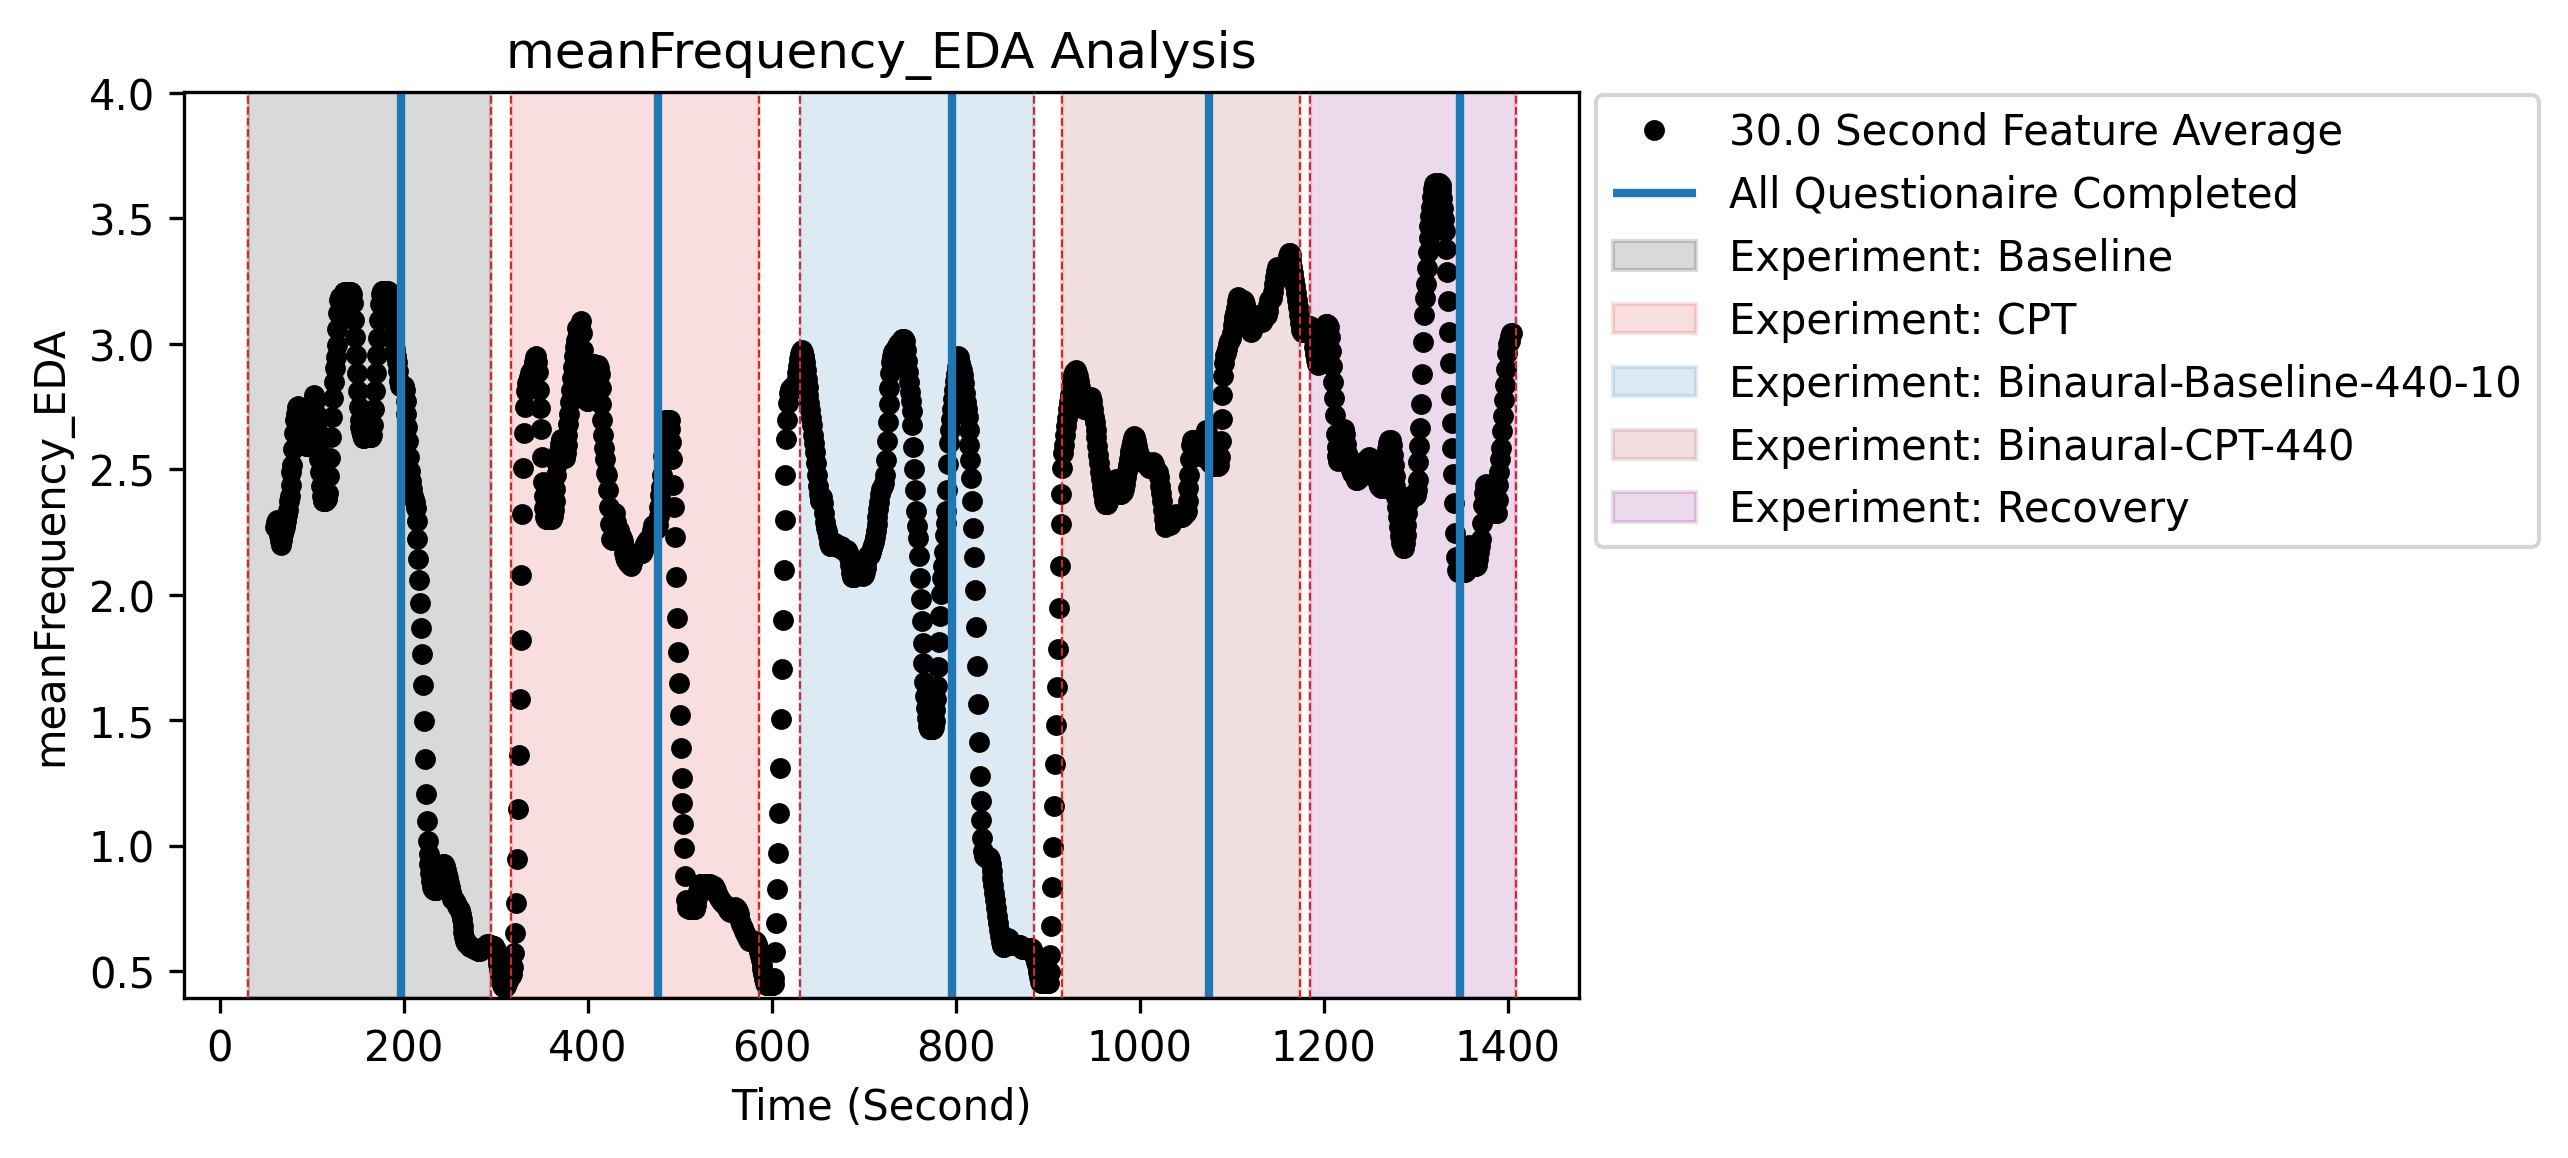 meanFrequency_EDA Analysis
meanFrequency_EDA
4.0
3.5
3.0
2.5
2.0
1.5
1.0
0.5
0 200 400 600 800 1000 1200 1400
Time (Second)
30.0 Second Feature Average
All Questionaire Completed
Experiment: Baseline
Experiment: CPT
Experiment: Binaural-Baseline-440-10
Experiment: Binaural-CPT-440
Experiment: Recovery